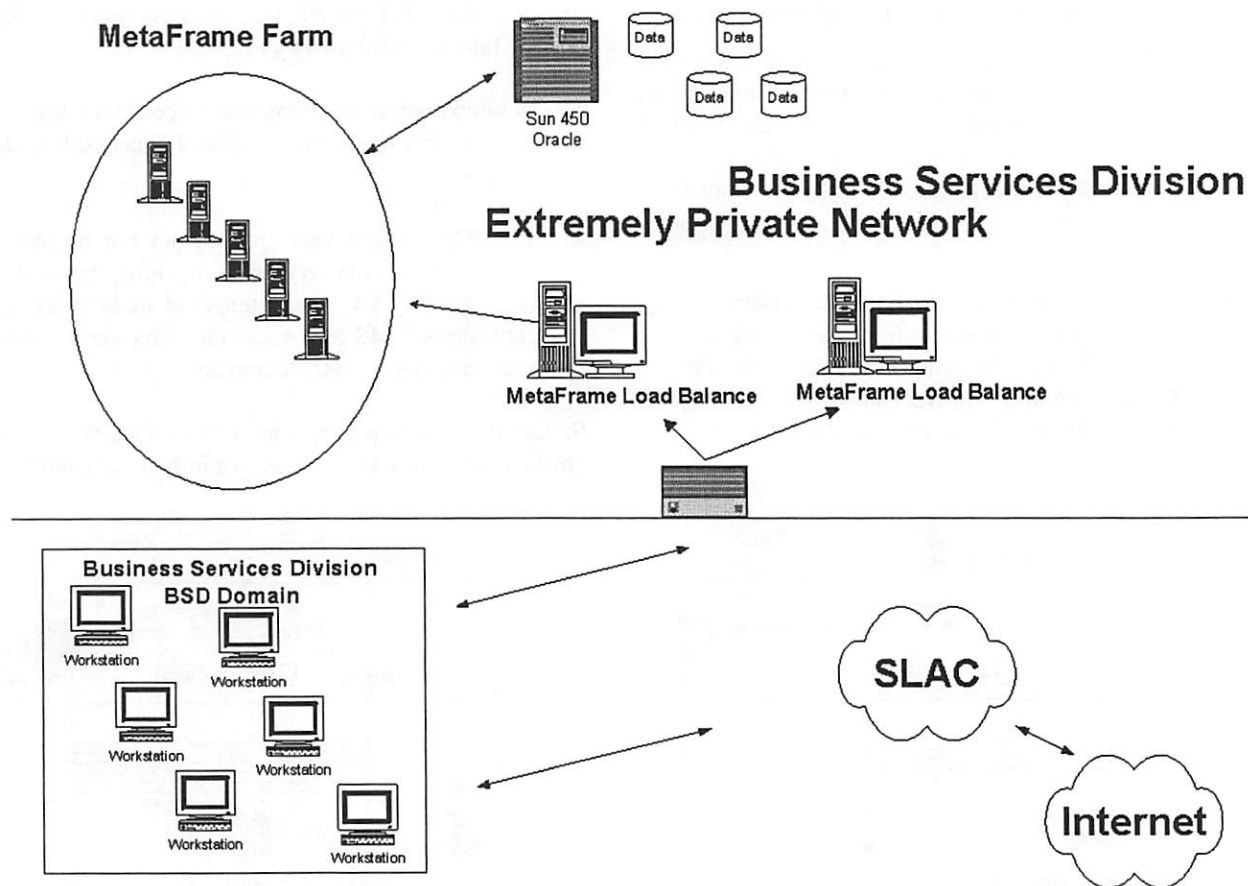 MetaFrame Farm
Data
Data
Data
Data
Sun 450
Oracle
Business Services Division
Extremely Private Network
MetaFrame Load Balance
MetaFrame Load Balance
Business Services Division
BSD Domain
Workstation
Workstation
Workstation
Workstation
Workstation
Workstation
SLAC
Internet